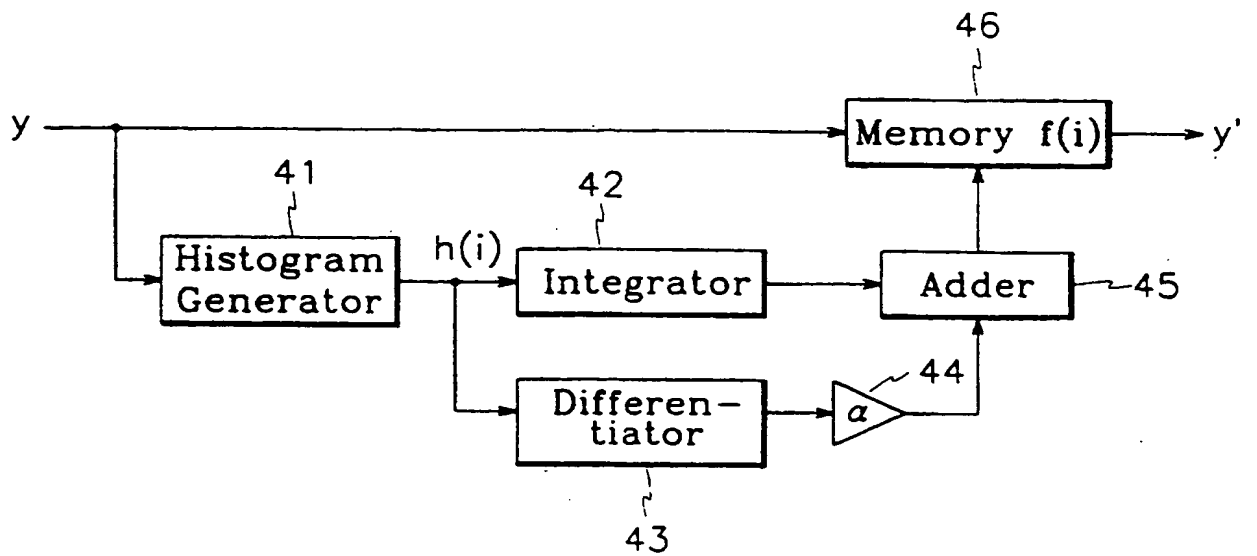 46
y
Memory f(i)
y'
41
42
h(i)
Histogram
Generator
Integrator
Adder
45
44
Differen-
tiator
α
43